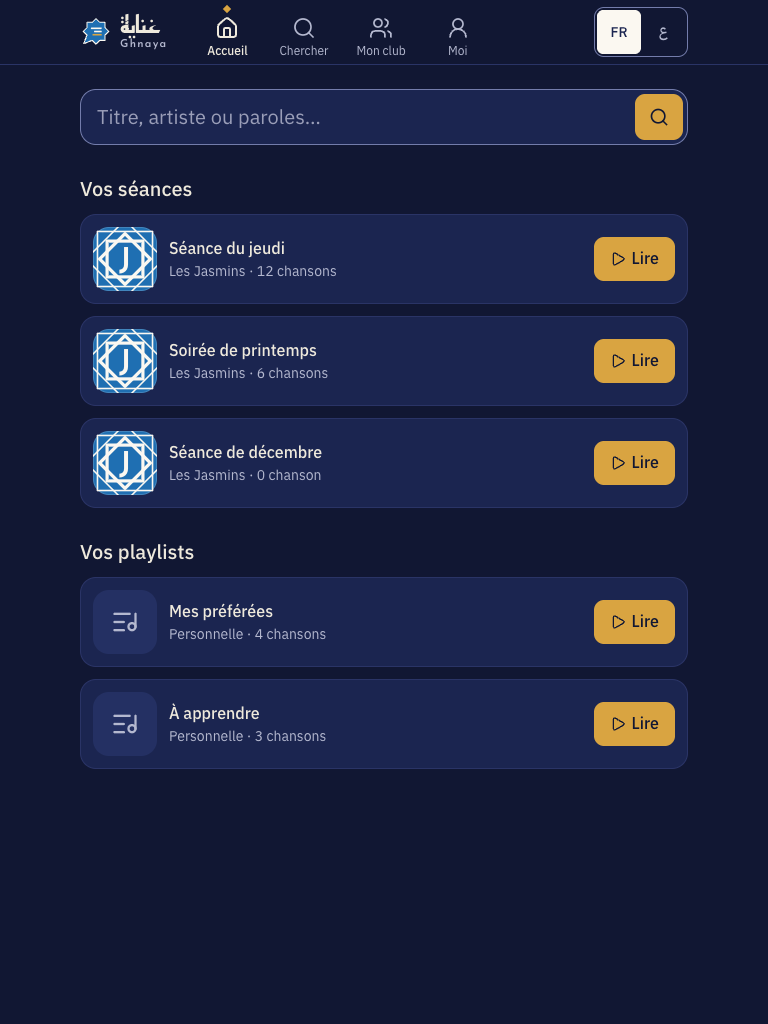 غناية
Ghnaya
Accueil
Chercher
Mon club
Moi
FR
ع
Titre, artiste ou paroles...
Vos séances
J
Séance du jeudi
Les Jasmins · 12 chansons
Lire
J
Soirée de printemps
Les Jasmins · 6 chansons
Lire
J
Séance de décembre
Les Jasmins · 0 chanson
Lire
Vos playlists
Mes préférées
Personnelle · 4 chansons
Lire
À apprendre
Personnelle · 3 chansons
Lire